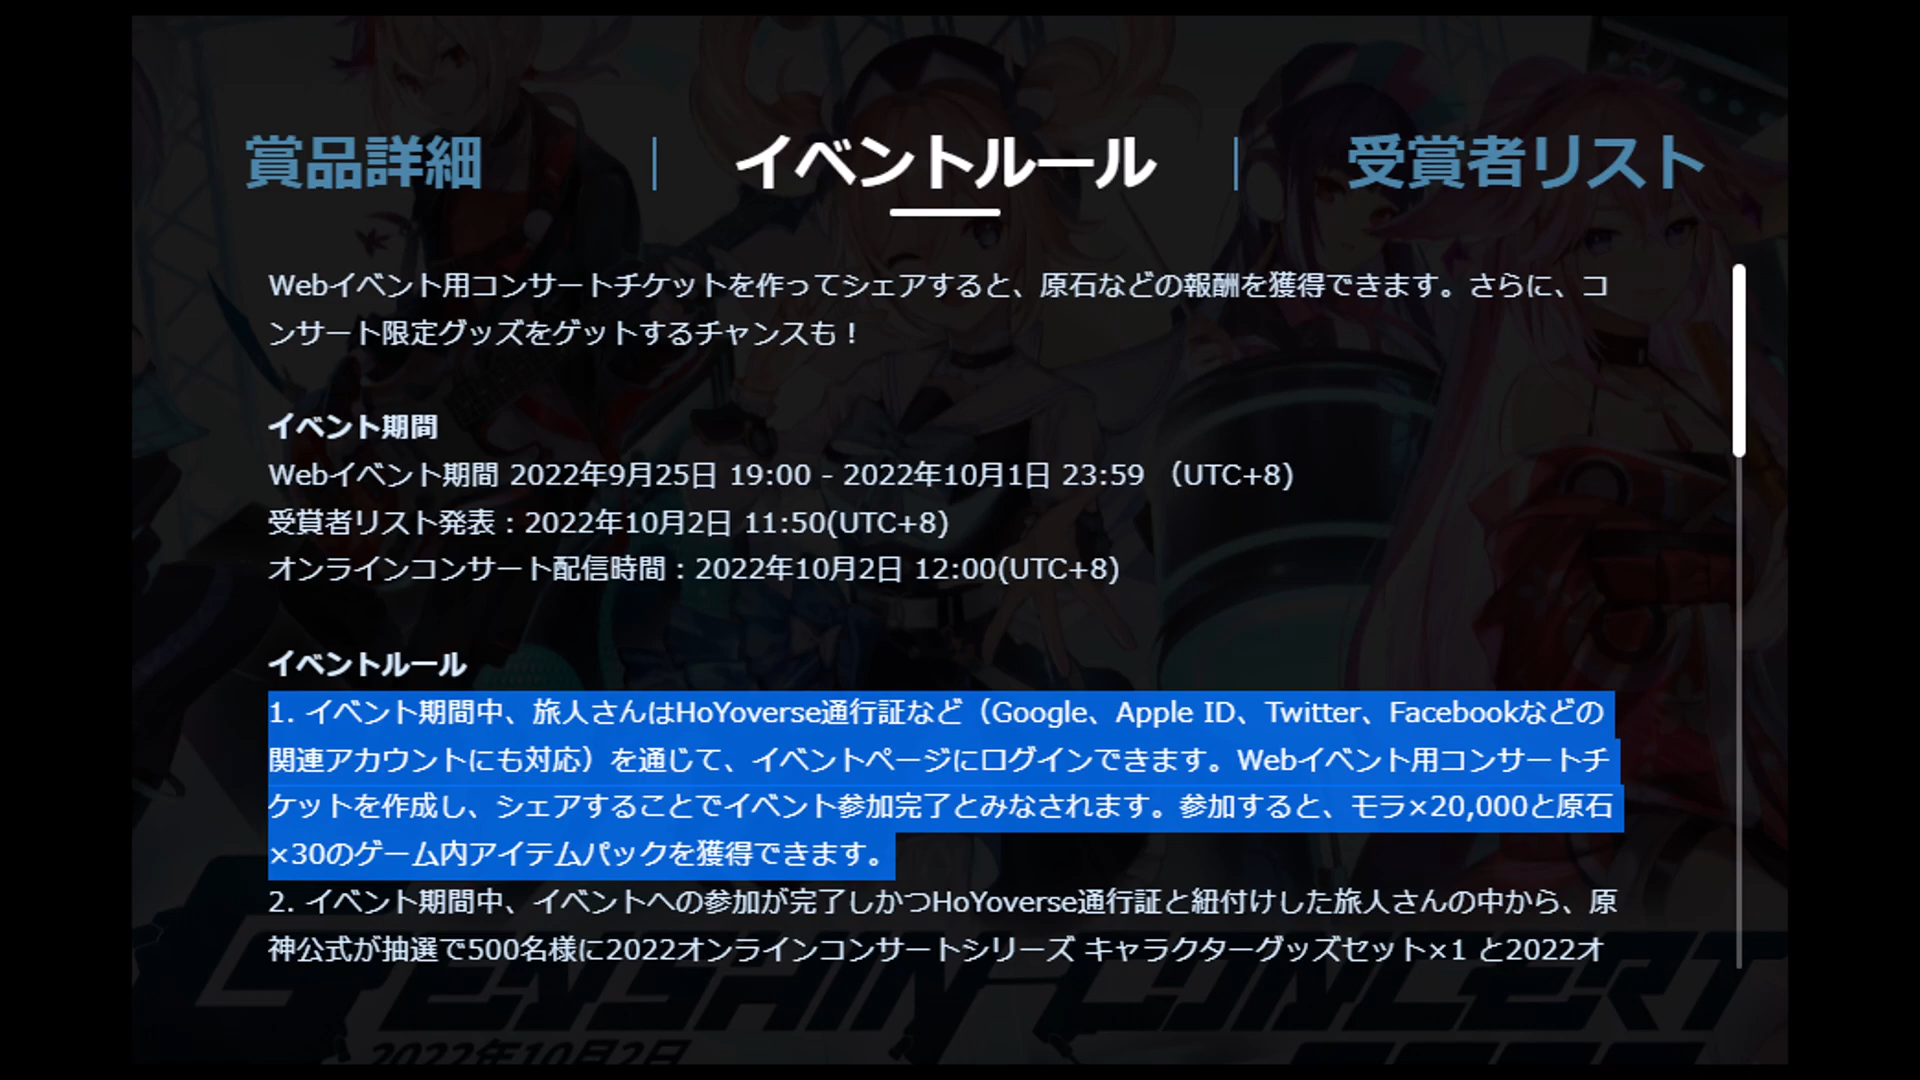 賞品詳細 | イベントルール | 受賞者リスト
Webイベント用コンサートチケットを作ってシェアすると、原石などの報酬を獲得できます。さらに、コ
ンサート限定グッズをゲットするチャンスも！
イベント期間
Webイベント期間 2022年9月25日 19:00 - 2022年10月1日 23:59 （UTC+8)
受賞者リスト発表：2022年10月2日 11:50(UTC+8)
オンラインコンサート配信時間：2022年10月2日 12:00(UTC+8)
イベントルール
1. イベント期間中、旅人さんはHoYoverse通行証など（Google、Apple ID、Twitter、Facebookなどの
関連アカウントにも対応）を通じて、イベントページにログインできます。Webイベント用コンサートチ
ケットを作成し、シェアすることでイベント参加完了とみなされます。参加すると、モラ×20,000と原石
×30のゲーム内アイテムパックを獲得できます。
2. イベント期間中、イベントへの参加が完了しかつHoYoverse通行証と紐付けした旅人さんの中から、原
神公式が抽選で500名様に2022オンラインコンサートシリーズ キャラクターグッズセット×1 と2022オ
GENSHIN CONCERT
2022年10月2日